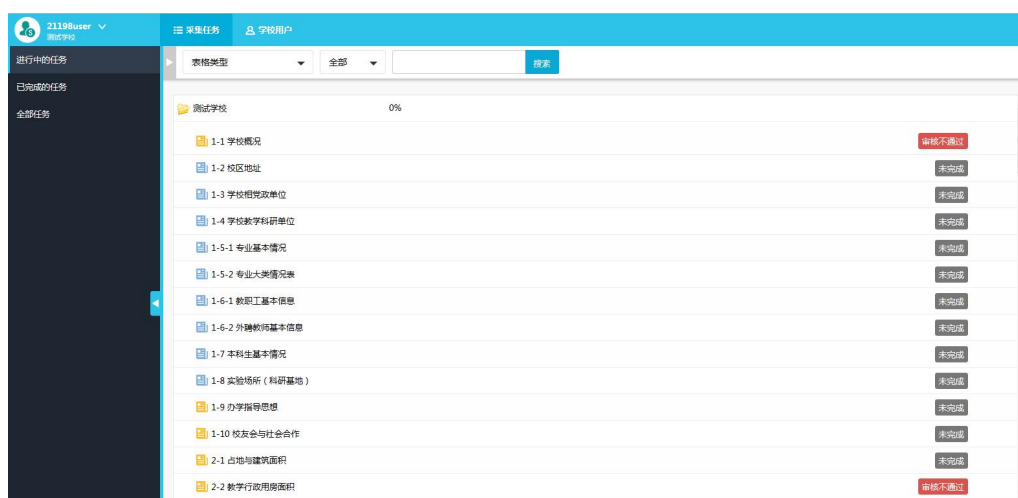 21198user
测试学校
采集任务 学校用户
进行中的任务
已完成的任务
全部任务
表格类型 全部 搜索
测试学校 0%
1-1 学校概况 审核不通过
1-2 校区地址 未完成
1-3 学校相党政单位 未完成
1-4 学校教学科研单位 未完成
1-5-1 专业基本情况 未完成
1-5-2 专业大类情况表 未完成
1-6-1 教职工基本信息 未完成
1-6-2 外聘教师基本信息 未完成
1-7 本科生基本情况 未完成
1-8 实验场所（科研基地） 未完成
1-9 办学指导思想 未完成
1-10 校友会与社会合作 未完成
2-1 占地与建筑面积 未完成
2-2 教学行政用房面积 审核不通过